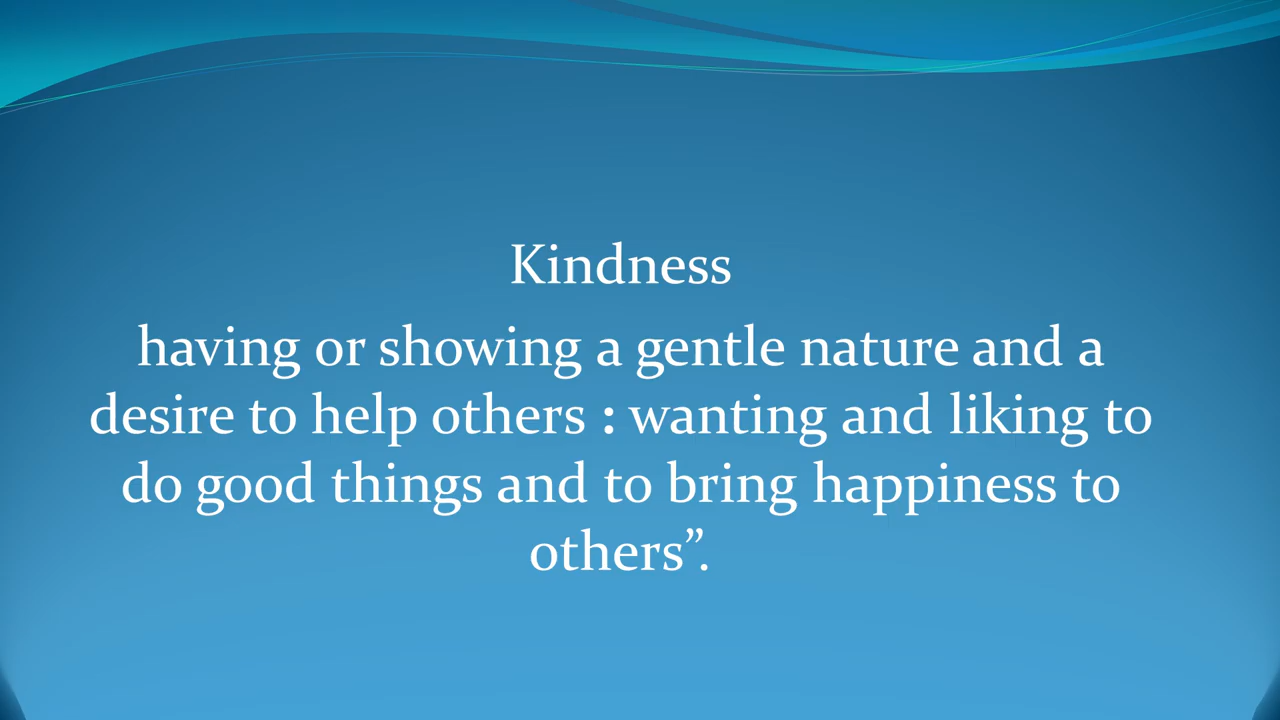 Kindness
having or showing a gentle nature and a
desire to help others : wanting and liking to
do good things and to bring happiness to
others”.